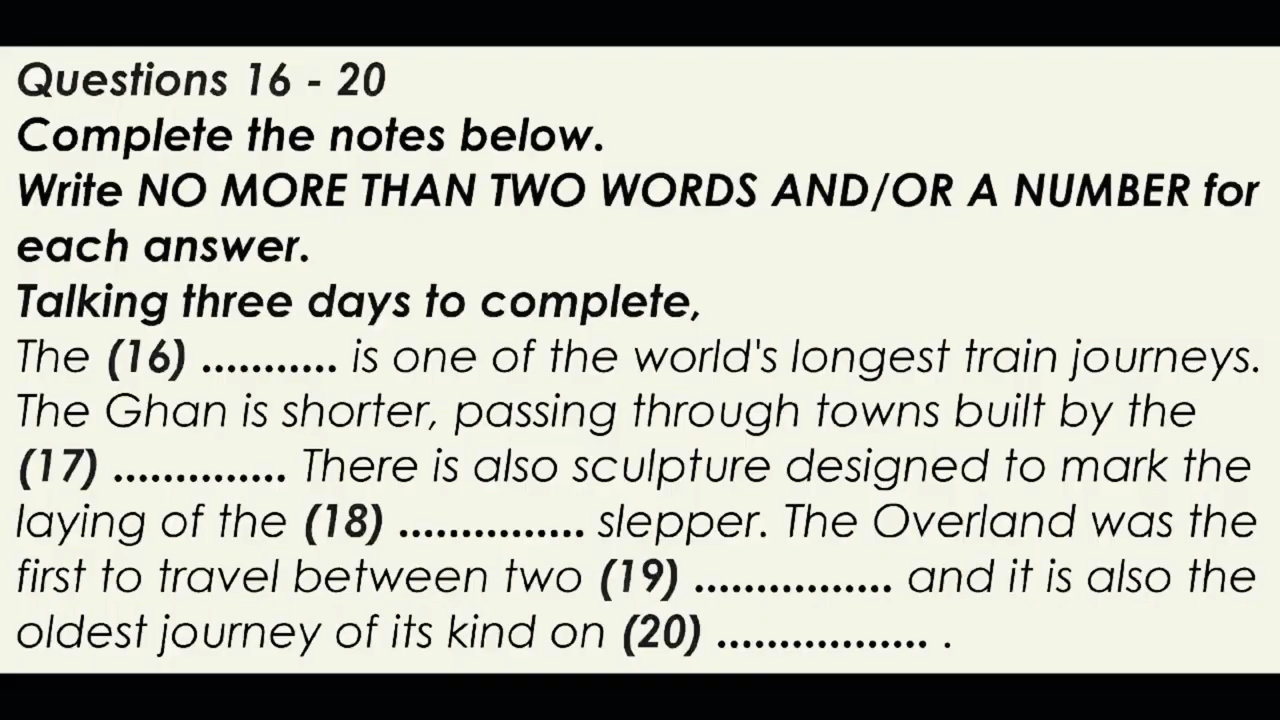 Questions 16 - 20
Complete the notes below.
Write NO MORE THAN TWO WORDS AND/OR A NUMBER for
each answer.
Talking three days to complete,
The (16) ........... is one of the world's longest train journeys.
The Ghan is shorter, passing through towns built by the
(17) .............. There is also sculpture designed to mark the
laying of the (18) ............... slepper. The Overland was the
first to travel between two (19) ................ and it is also the
oldest journey of its kind on (20) ................. .